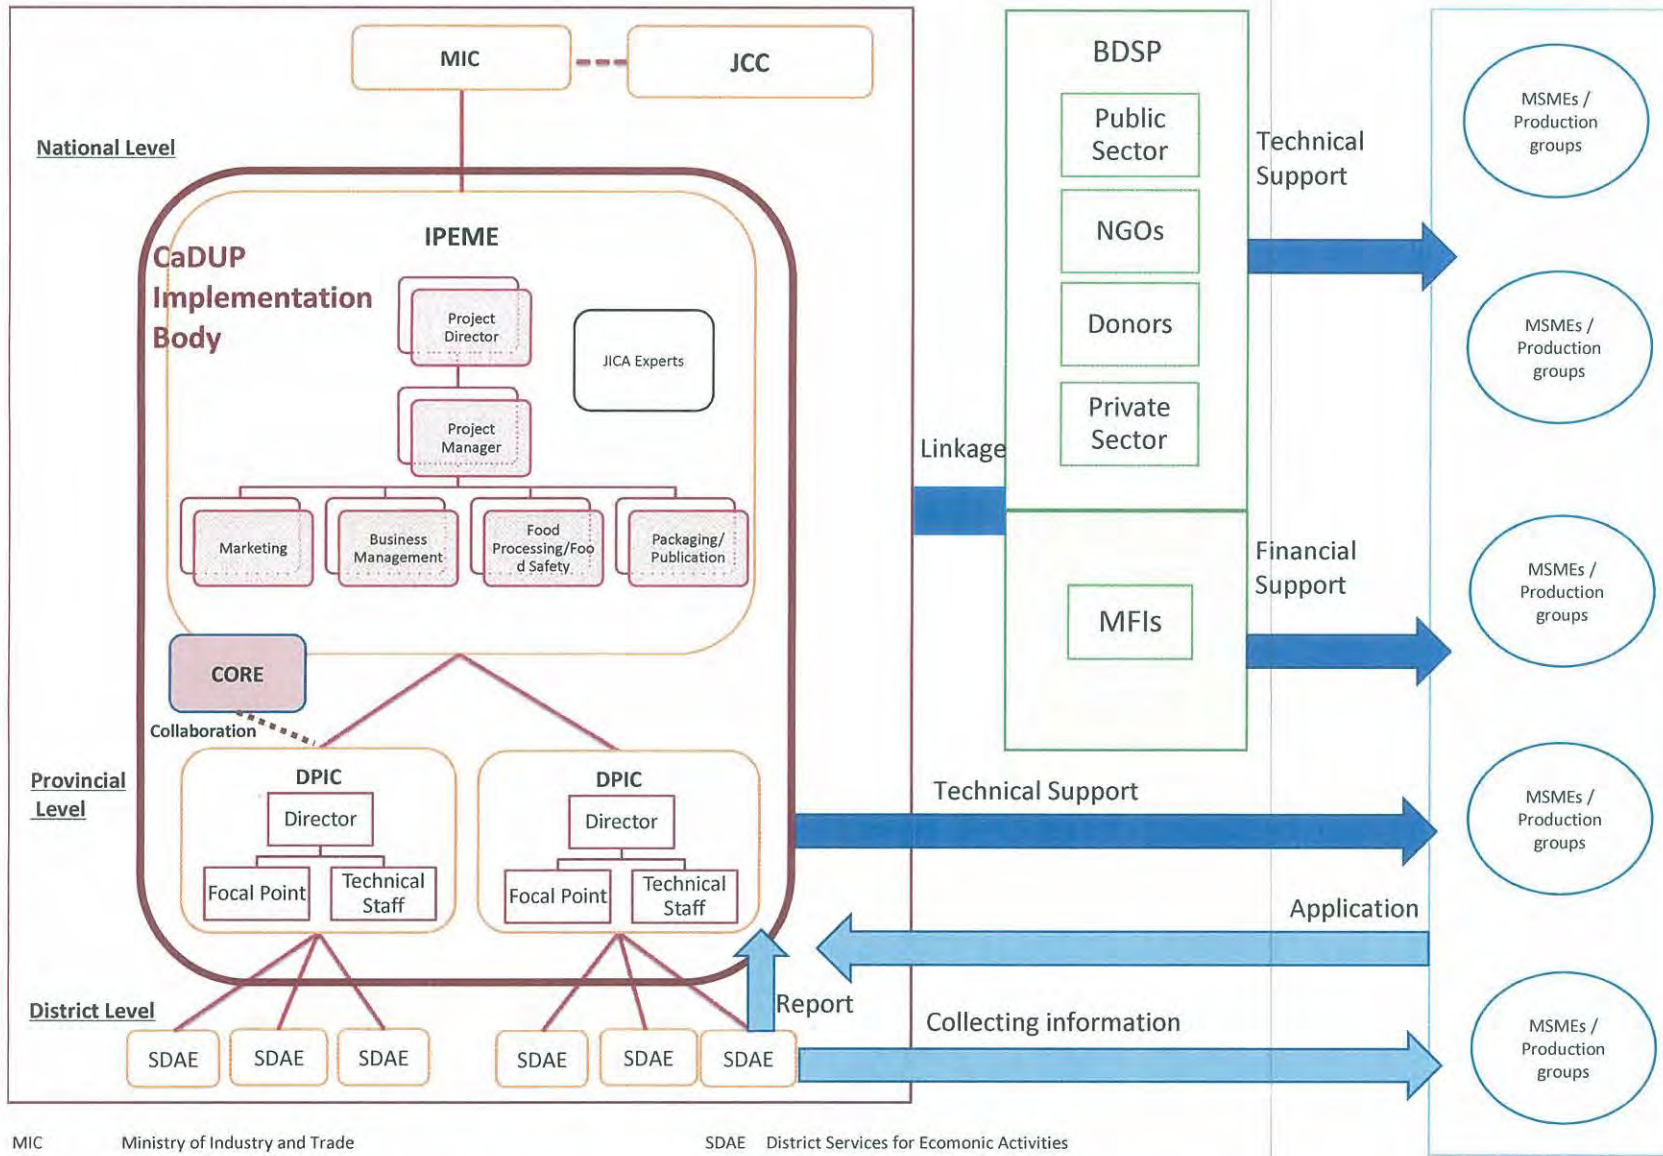 MIC
JCC
National Level
IPEME
CaDUP
Implementation
Body
Project
Director
JICA Experts
Project
Manager
Marketing
Business
Management
Food
Processing/Foo
d Safety
Packaging/
Publication
CORE
Collaboration
Provincial
Level
DPIC
Director
Focal Point
Technical
Staff
DPIC
Director
Focal Point
Technical
Staff
District Level
SDAE
SDAE
SDAE
SDAE
SDAE
SDAE
Report
Linkage
BDSP
Public
Sector
NGOs
Donors
Private
Sector
MFIs
Technical
Support
Financial
Support
Technical Support
Application
Collecting information
MSMEs /
Production
groups
MSMEs /
Production
groups
MSMEs /
Production
groups
MSMEs /
Production
groups
MSMEs /
Production
groups
MIC Ministry of Industry and Trade
SDAE District Services for Ecomonic Activities